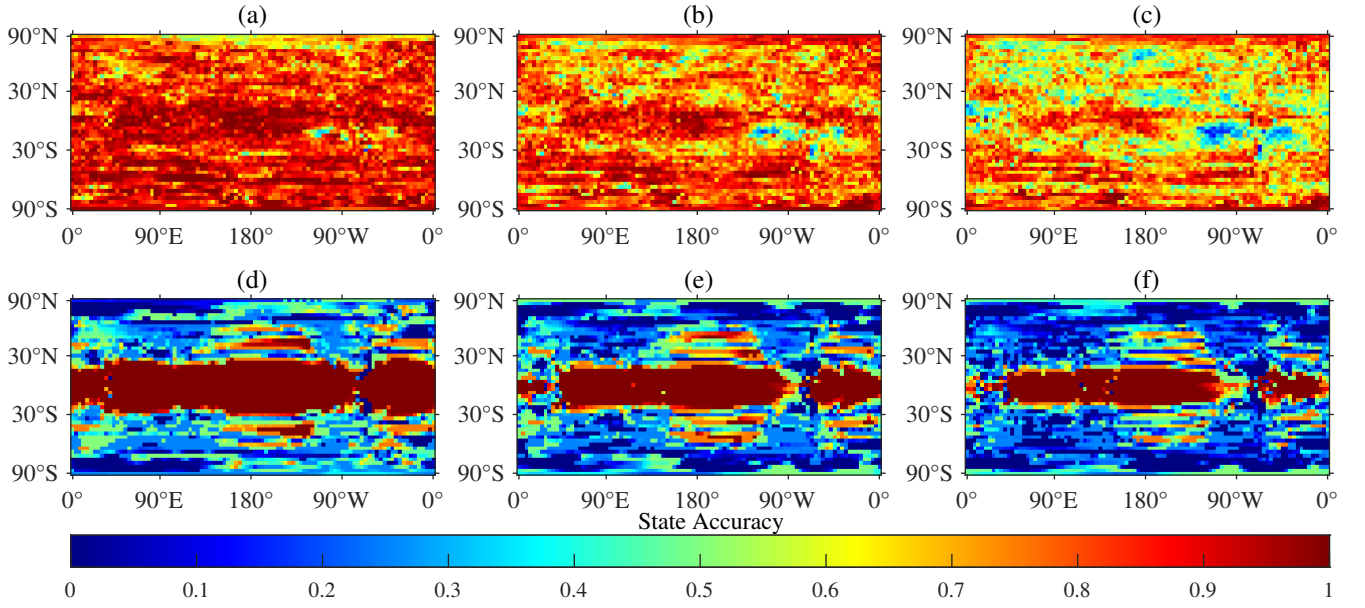 (a) (b) (c)
90°N 90°N 90°N
30°N 30°N 30°N
30°S 30°S 30°S
90°S 90°S 90°S
0° 90°E 180° 90°W 0° 0° 90°E 180° 90°W 0° 0° 90°E 180° 90°W 0°
(d) (e) (f)
90°N 90°N 90°N
30°N 30°N 30°N
30°S 30°S 30°S
90°S 90°S 90°S
0° 90°E 180° 90°W 0° 0° 90°E 180° 90°W 0° 0° 90°E 180° 90°W 0°
State Accuracy
0 0.1 0.2 0.3 0.4 0.5 0.6 0.7 0.8 0.9 1